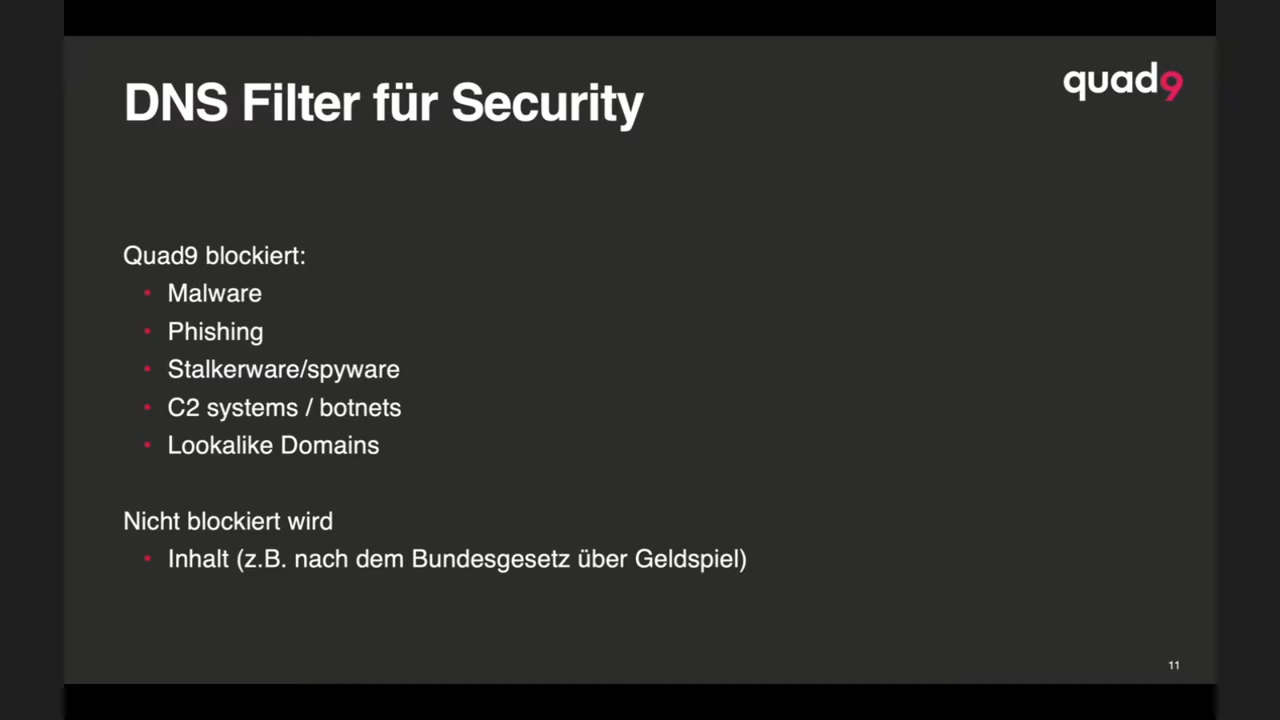 DNS Filter für Security
quad9
Quad9 blockiert:
• Malware
• Phishing
• Stalkerware/spyware
• C2 systems / botnets
• Lookalike Domains
Nicht blockiert wird
• Inhalt (z.B. nach dem Bundesgesetz über Geldspiel)
11